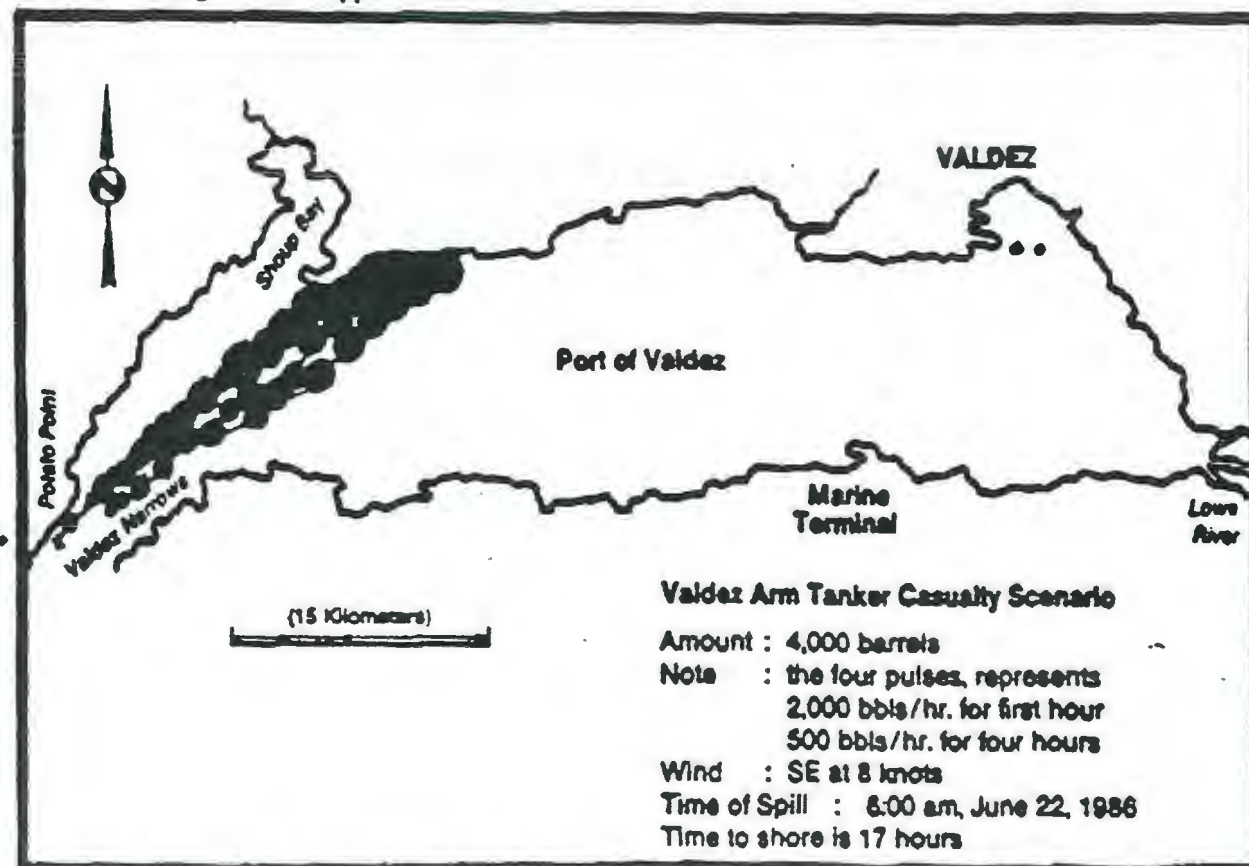 VALDEZ
Shoup Bay
Port of Valdez
Potato Point
Valdez Narrows
Marine
Terminal
Lowe
River
(15 Kilometers)
Valdez Arm Tanker Casualty Scenario
Amount : 4,000 barrels
Note : the four pulses, represents
2,000 bbls/hr. for first hour
500 bbls/hr. for four hours
Wind : SE at 8 knots
Time of Spill : :00 am, June 22, 1986
Time to shore is 17 hours